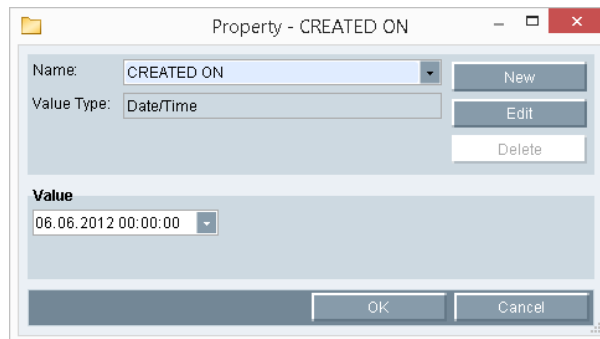 Property - CREATED ON
Name: CREATED ON
New
Value Type: Date/Time
Edit
Delete
Value
06.06.2012 00:00:00
OK
Cancel